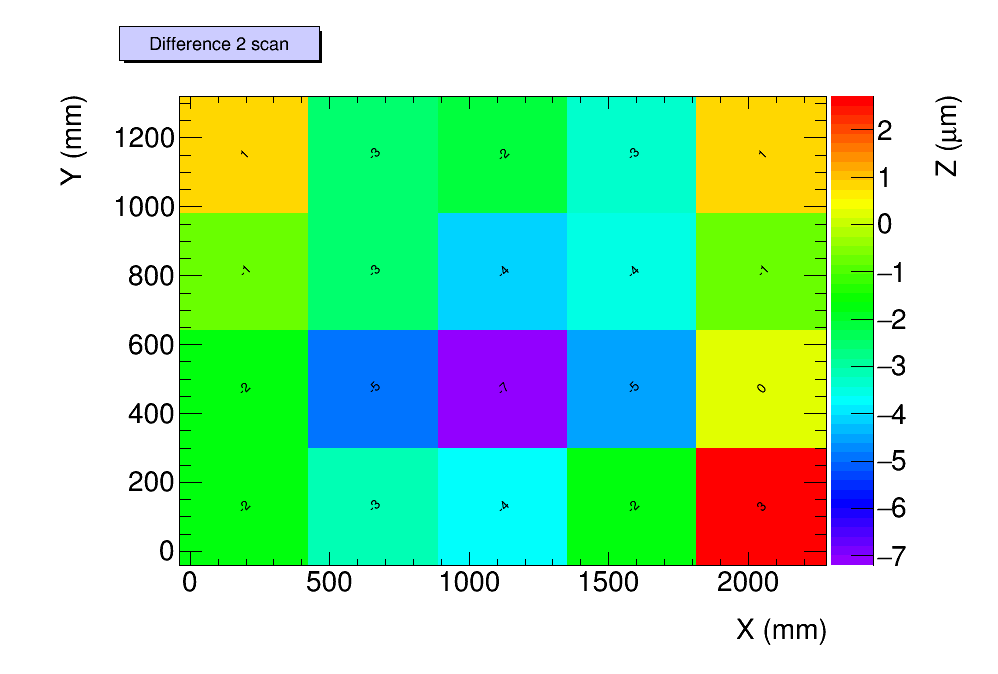 Difference 2 scan
Y (mm)
Z (μm)
1200
1000
800
600
400
200
0
1 -3 -2 -3 1
-1 -3 -4 -4 -1
-2 -5 -7 -5 0
-2 -3 -4 -2 3
2
1
0
−1
−2
−3
−4
−5
−6
−7
0 500 1000 1500 2000
X (mm)